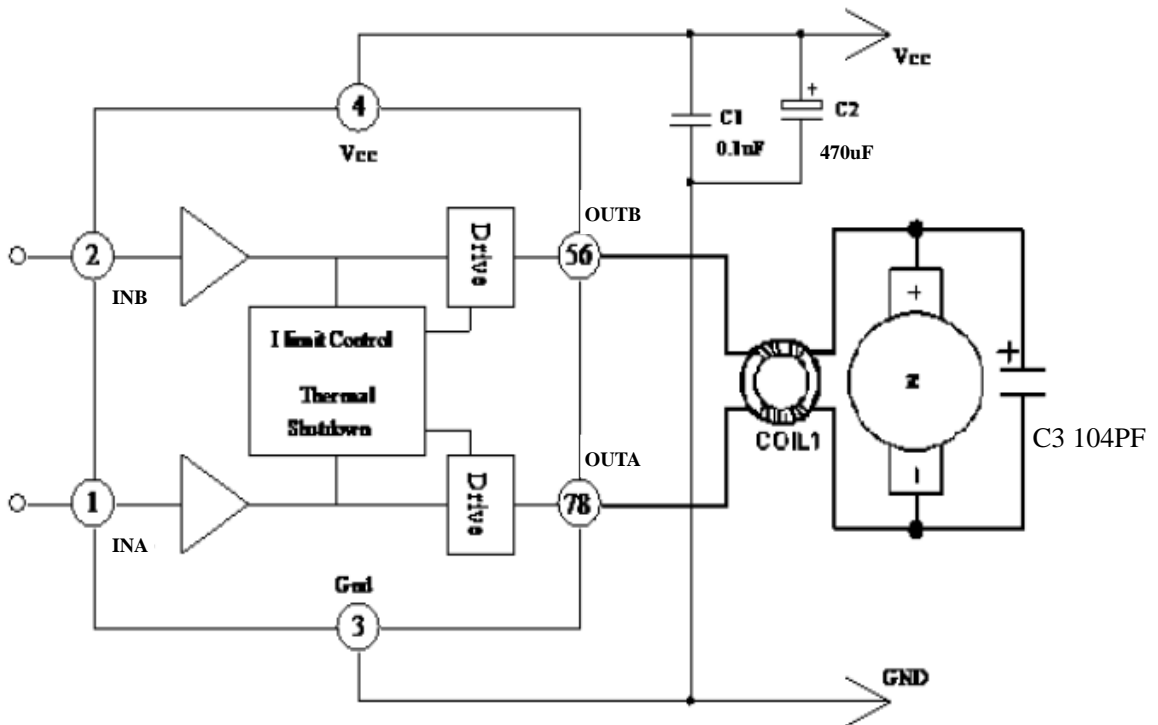 Vcc
4
Vcc
+
C1
0.1uF
C2
470uF
OUTB
2
INB
Drive
56
I limit Control
Thermal
Shutdown
+
z
–
+
C3 104PF
COIL1
OUTA
1
INA
Drive
78
Gnd
3
GND